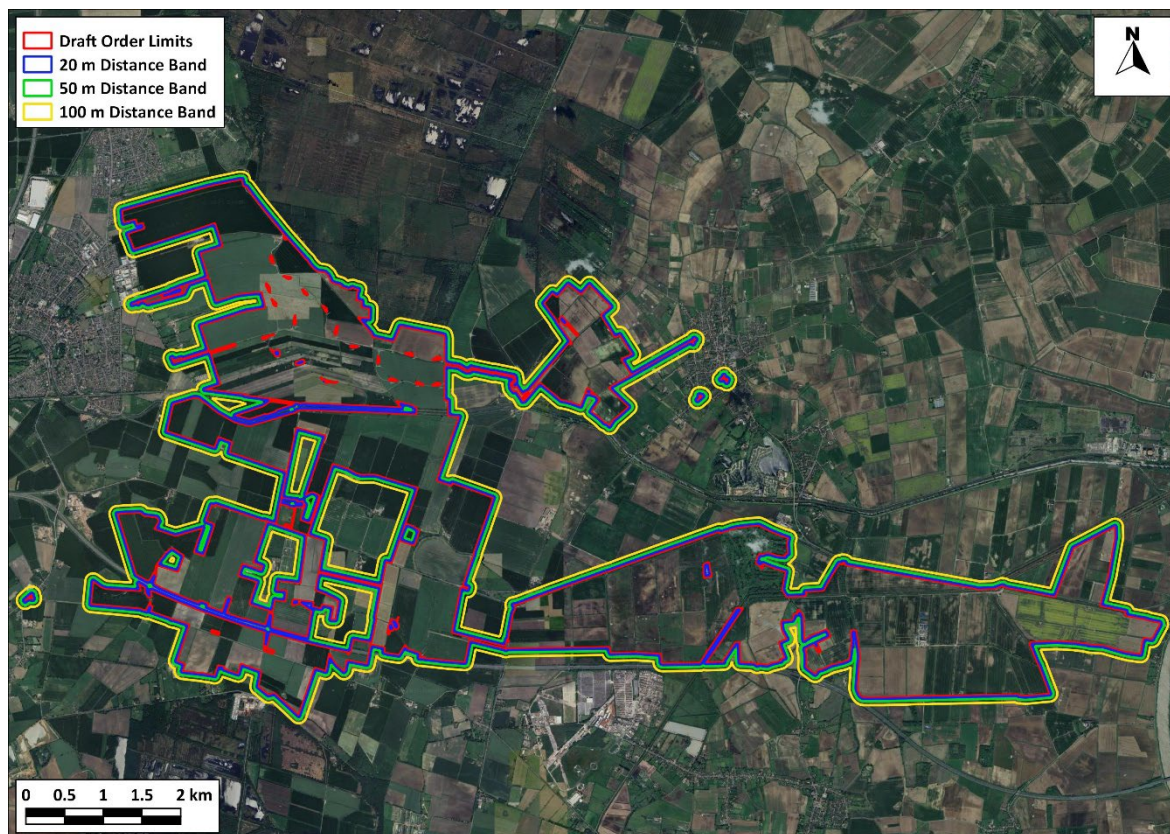 Draft Order Limits
20 m Distance Band
50 m Distance Band
100 m Distance Band
N
0 0.5 1 1.5 2 km